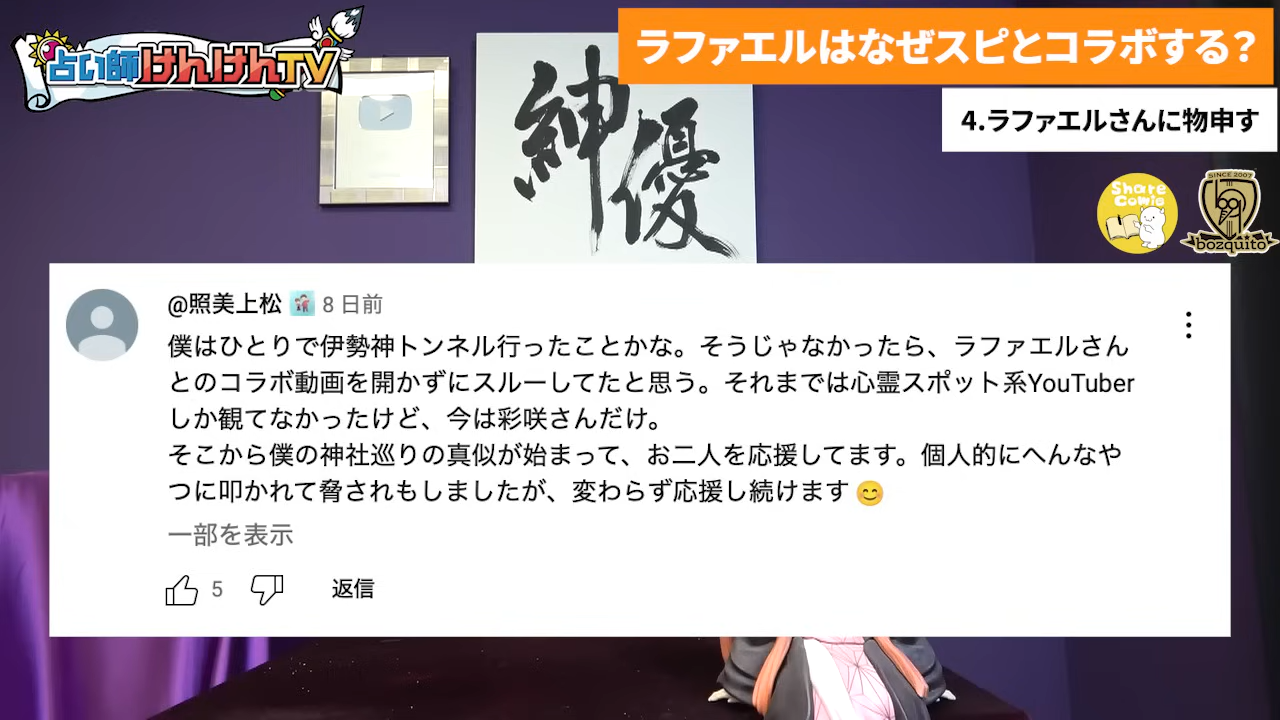 占い師けんけんTV
ラファエルはなぜスピとコラボする?
4.ラファエルさんに物申す
紳優
Share Comic
SINCE 2007
bozquito
@照美上松 8 日前
僕はひとりで伊勢神トンネル行ったことかな。そうじゃなかったら、ラファエルさん
とのコラボ動画を開かずにスルーしてたと思う。それまでは心霊スポット系YouTuber
しか観てなかったけど、今は彩咲さんだけ。
そこから僕の神社巡りの真似が始まって、お二人を応援してます。個人的にへんなや
つに叩かれて脅されもしましたが、変わらず応援し続けます😊
一部を表示
5
返信